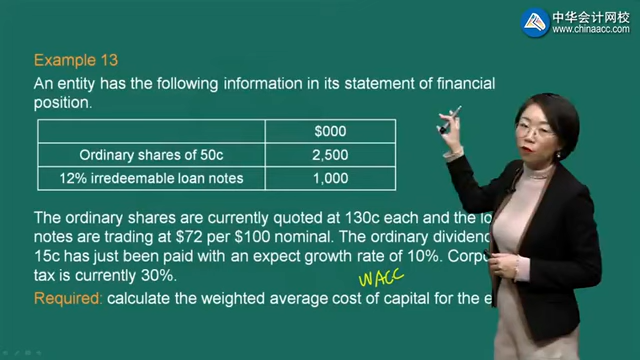 中华会计网校
www.chinaacc.com
Example 13
An entity has the following information in its statement of financial
position.
$000
Ordinary shares of 50c 2,500
12% irredeemable loan notes 1,000
The ordinary shares are currently quoted at 130c each and the
notes are trading at $72 per $100 nominal. The ordinary
15c has just been paid with an expect growth rate of 10%.
tax is currently 30%.
WACC
Required: calculate the weighted average cost of capital for the